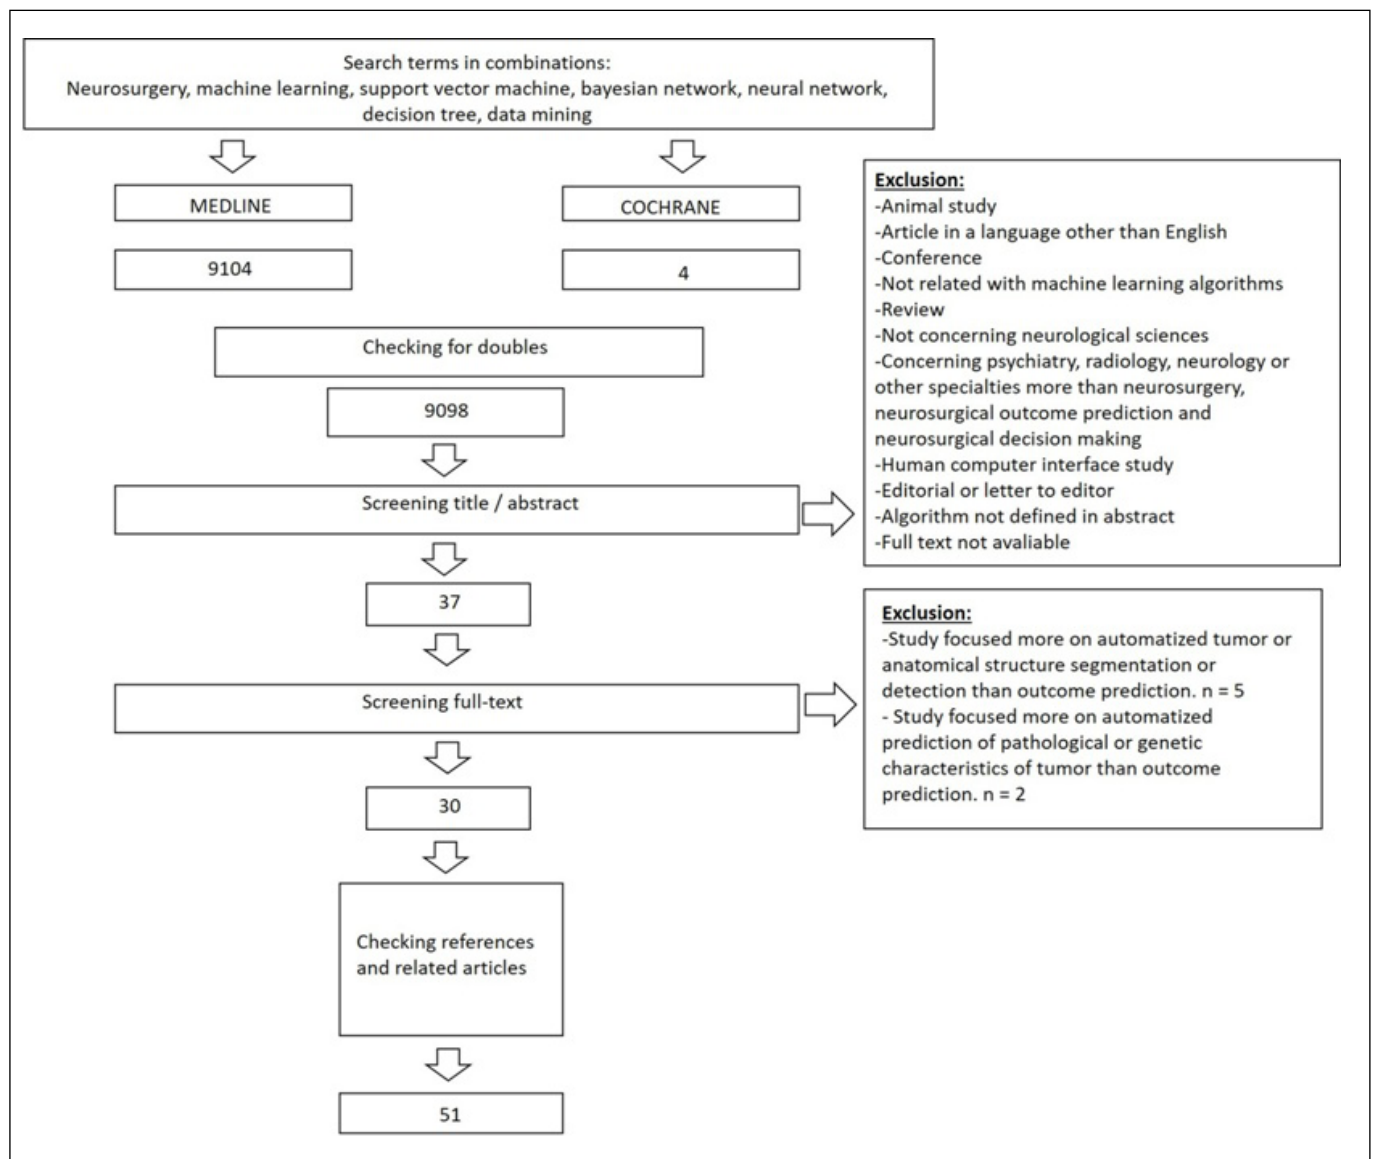 Search terms in combinations:
Neurosurgery, machine learning, support vector machine, bayesian network, neural network,
decision tree, data mining
MEDLINE
COCHRANE
9104
4
Checking for doubles
9098
Screening title / abstract
Exclusion:
-Animal study
-Article in a language other than English
-Conference
-Not related with machine learning algorithms
-Review
-Not concerning neurological sciences
-Concerning psychiatry, radiology, neurology or
other specialties more than neurosurgery,
neurosurgical outcome prediction and
neurosurgical decision making
-Human computer interface study
-Editorial or letter to editor
-Algorithm not defined in abstract
-Full text not avaliable
37
Screening full-text
Exclusion:
-Study focused more on automatized tumor or
anatomical structure segmentation or
detection than outcome prediction. n = 5
- Study focused more on automatized
prediction of pathological or genetic
characteristics of tumor than outcome
prediction. n = 2
30
Checking references
and related articles
51